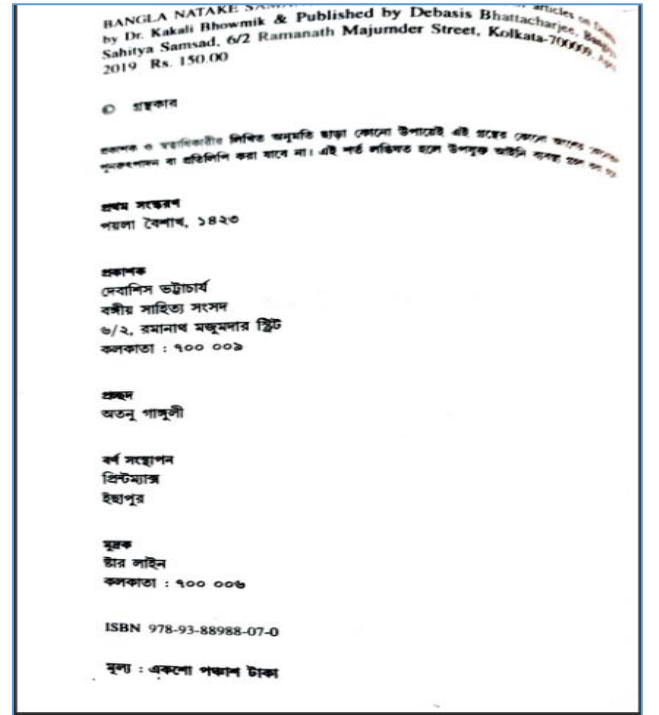 BANGLA NATAKE articles on
by Dr. Kakali Bhowmik & Published by Debasis Bhattacharjee,
Sahitya Samsad, 6/2 Ramanath Majumder Street, Kolkata-700009,
2019 Rs. 150.00
© গ্রন্থকার
প্রকাশক ও স্বত্বাধিকারীর লিখিত অনুমতি ছাড়া কোনো উপায়েই এই গ্রন্থের কোনো অংশের
পুনরুৎপাদন বা প্রতিলিপি করা যাবে না। এই শর্ত লঙ্ঘিত হলে উপযুক্ত আইনি ব্যবস্থা
প্রথম সংস্করণ
পয়লা বৈশাখ, ১৪২৩
প্রকাশক
দেবাশিস ভট্টাচার্য
বঙ্গীয় সাহিত্য সংসদ
৬/২, রমানাথ মজুমদার স্ট্রিট
কলকাতা : ৭০০ ০০৯
প্রচ্ছদ
অতনু গাঙ্গুলী
বর্ণ সংস্থাপন
প্রিন্টম্যাক্স
ইছাপুর
মুদ্রক
ষ্টার লাইন
কলকাতা : ৭০০ ০০৬
ISBN 978-93-88988-07-0
মূল্য : একশো পঞ্চাশ টাকা